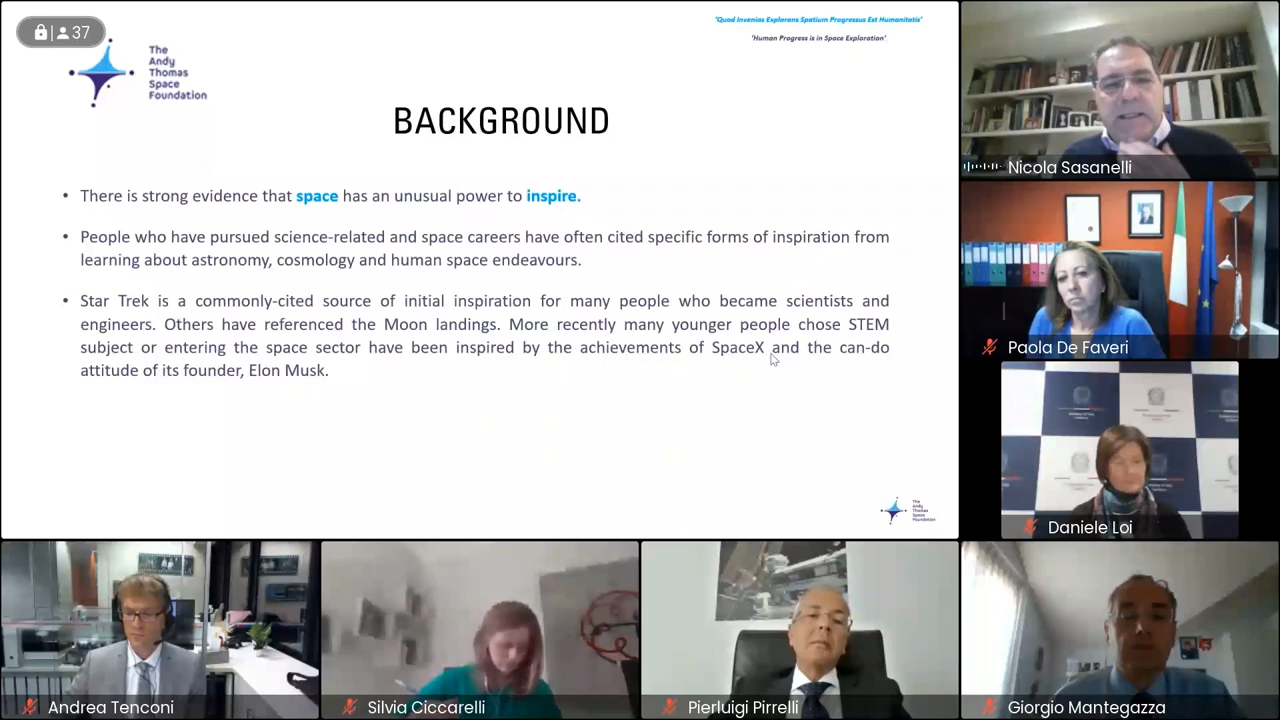 37
The
Andy
Thomas
Space
Foundation
'Quod Invenias Explorans Spatium Progressus Est Humanitatis'
'Human Progress is in Space Exploration'
BACKGROUND
• There is strong evidence that space has an unusual power to inspire.
• People who have pursued science-related and space careers have often cited specific forms of inspiration from
learning about astronomy, cosmology and human space endeavours.
• Star Trek is a commonly-cited source of initial inspiration for many people who became scientists and
engineers. Others have referenced the Moon landings. More recently many younger people chose STEM
subject or entering the space sector have been inspired by the achievements of SpaceX and the can-do
attitude of its founder, Elon Musk.
The
Andy
Thomas
Space
Foundation
Nicola Sasanelli
Paola De Faveri
Daniele Loi
Andrea Tenconi
Silvia Ciccarelli
Pierluigi Pirrelli
Giorgio Mantegazza